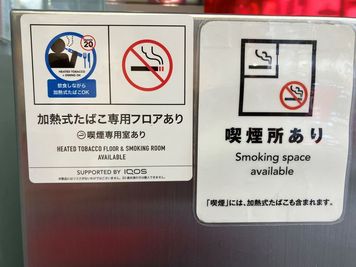 20
HEATED TOBACCO
飲食しながら
加熱式たばこOK
加熱式たばこ専用フロアあり
喫煙専用室あり
HEATED TOBACCO FLOOR & SMOKING ROOM
AVAILABLE
SUPPORTED BY IQOS
喫煙所あり
Smoking space
available
「喫煙」には、加熱式たばこも含まれます。